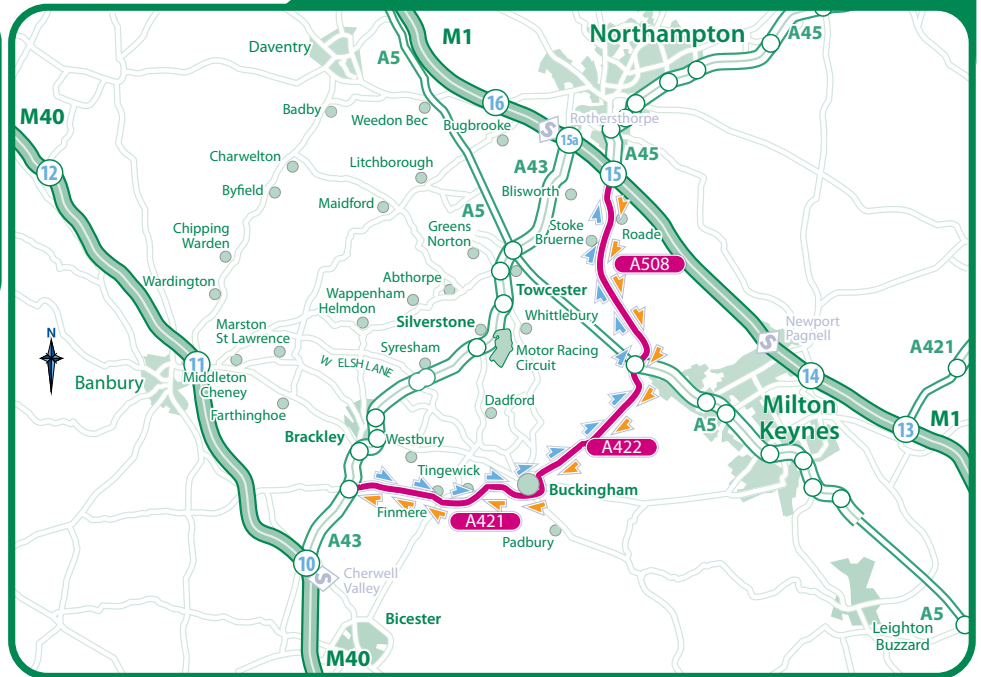 Northampton
A45
Daventry
M1
A5
M40
16
Badby
Weedon Bec
Bugbrooke
S
Rothersthorpe
15a
A45
Charwelton
Litchborough
A43
15
12
Byfield
Maidford
Blisworth
A5
Chipping
Warden
Greens
Norton
Stoke
Bruerne
Roade
A508
Wardington
Abthorpe
Wappenham
Towcester
Helmdon
Whittlebury
Silverstone
Newport
Pagnell
S
N
Marston
St Lawrence
W ELSH LANE
Syresham
Motor Racing
Circuit
A421
11
Banbury
Middleton
Cheney
14
Farthinghoe
Dadford
Milton
Keynes
M1
13
A5
Brackley
Westbury
A422
Tingewick
Buckingham
Finmere
A421
Padbury
A43
10
S
Cherwell
Valley
Bicester
A5
Leighton
Buzzard
M40